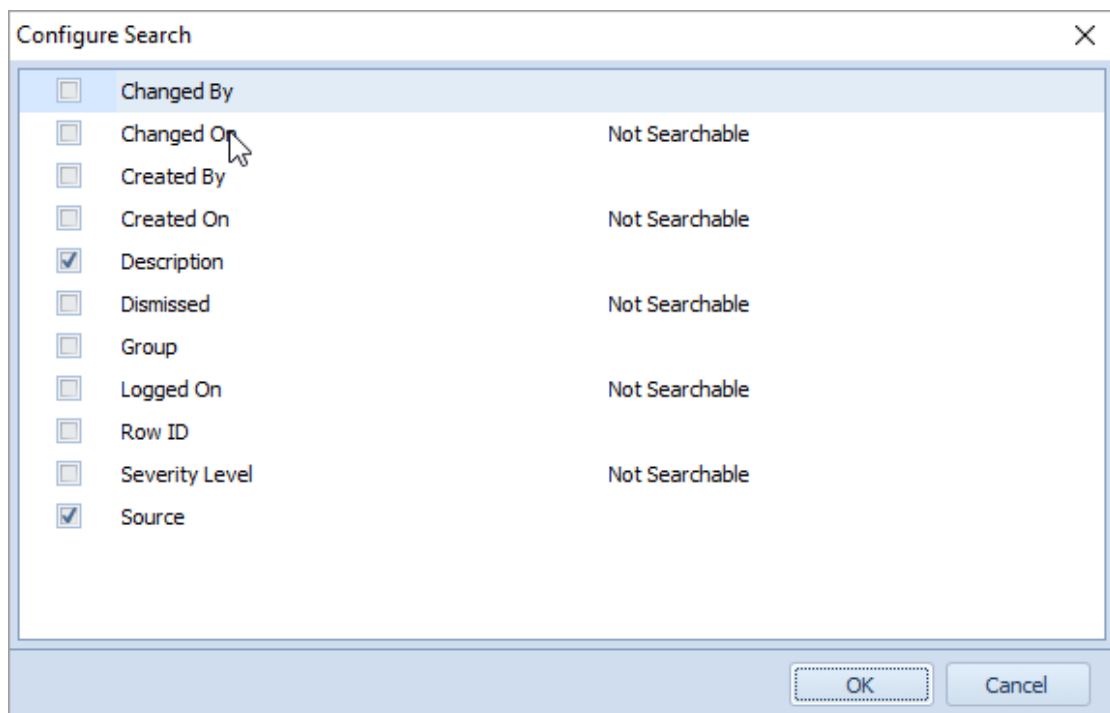 Configure Search
Changed By
Changed On Not Searchable
Created By
Created On Not Searchable
Description
Dismissed Not Searchable
Group
Logged On Not Searchable
Row ID
Severity Level Not Searchable
Source
OK Cancel